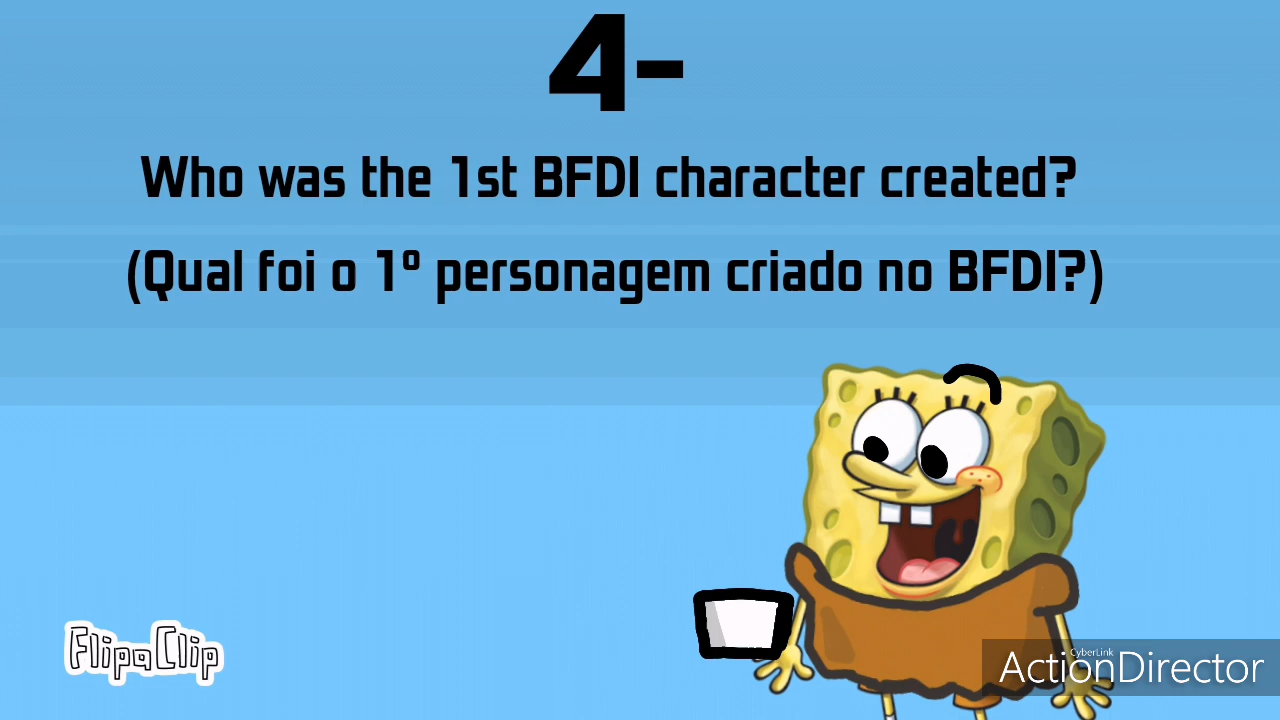 4-
Who was the 1st BFDI character created?
(Qual foi o 1º personagem criado no BFDI?)
FlipaClip
CyberLink
ActionDirector